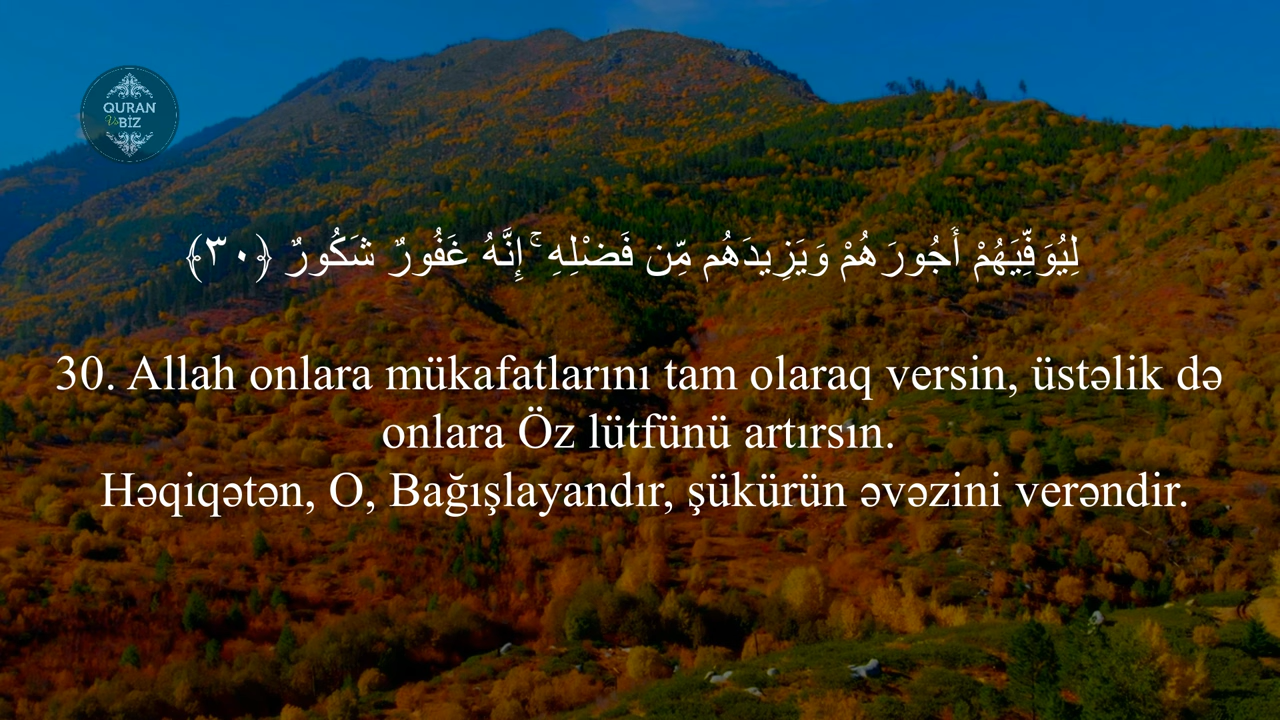 QURAN
Və BİZ
لِيُوَفِّيَهُمْ أُجُورَهُمْ وَيَزِيدَهُم مِّن فَضْلِهِ ۚ إِنَّهُ غَفُورٌ شَكُورٌ ﴿٣٠﴾
30. Allah onlara mükafatlarını tam olaraq versin, üstəlik də
onlara Öz lütfünü artırsın.
Həqiqətən, O, Bağışlayandır, şükürün əvəzini verəndir.